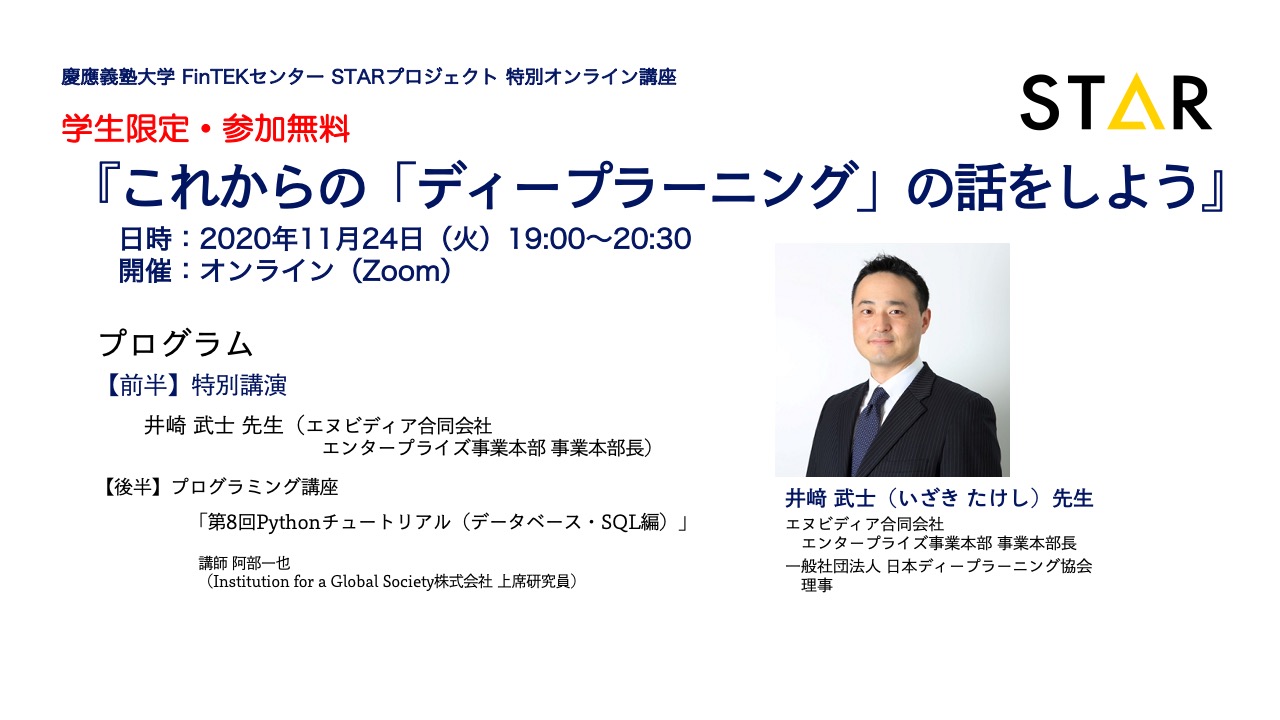 慶應義塾大学 FinTEKセンター STARプロジェクト 特別オンライン講座
STAR
学生限定・参加無料
『これからの「ディープラーニング」の話をしよう』
日時：2020年11月24日（火）19:00〜20:30
開催：オンライン（Zoom）
プログラム
【前半】特別講演
井崎 武士 先生（エヌビディア合同会社
エンタープライズ事業本部 事業本部長）
【後半】プログラミング講座
「第8回Pythonチュートリアル（データベース・SQL編）」
講師 阿部一也
（Institution for a Global Society株式会社 上席研究員）
井﨑 武士（いざき たけし）先生
エヌビディア合同会社
エンタープライズ事業本部 事業本部長
一般社団法人 日本ディープラーニング協会
理事